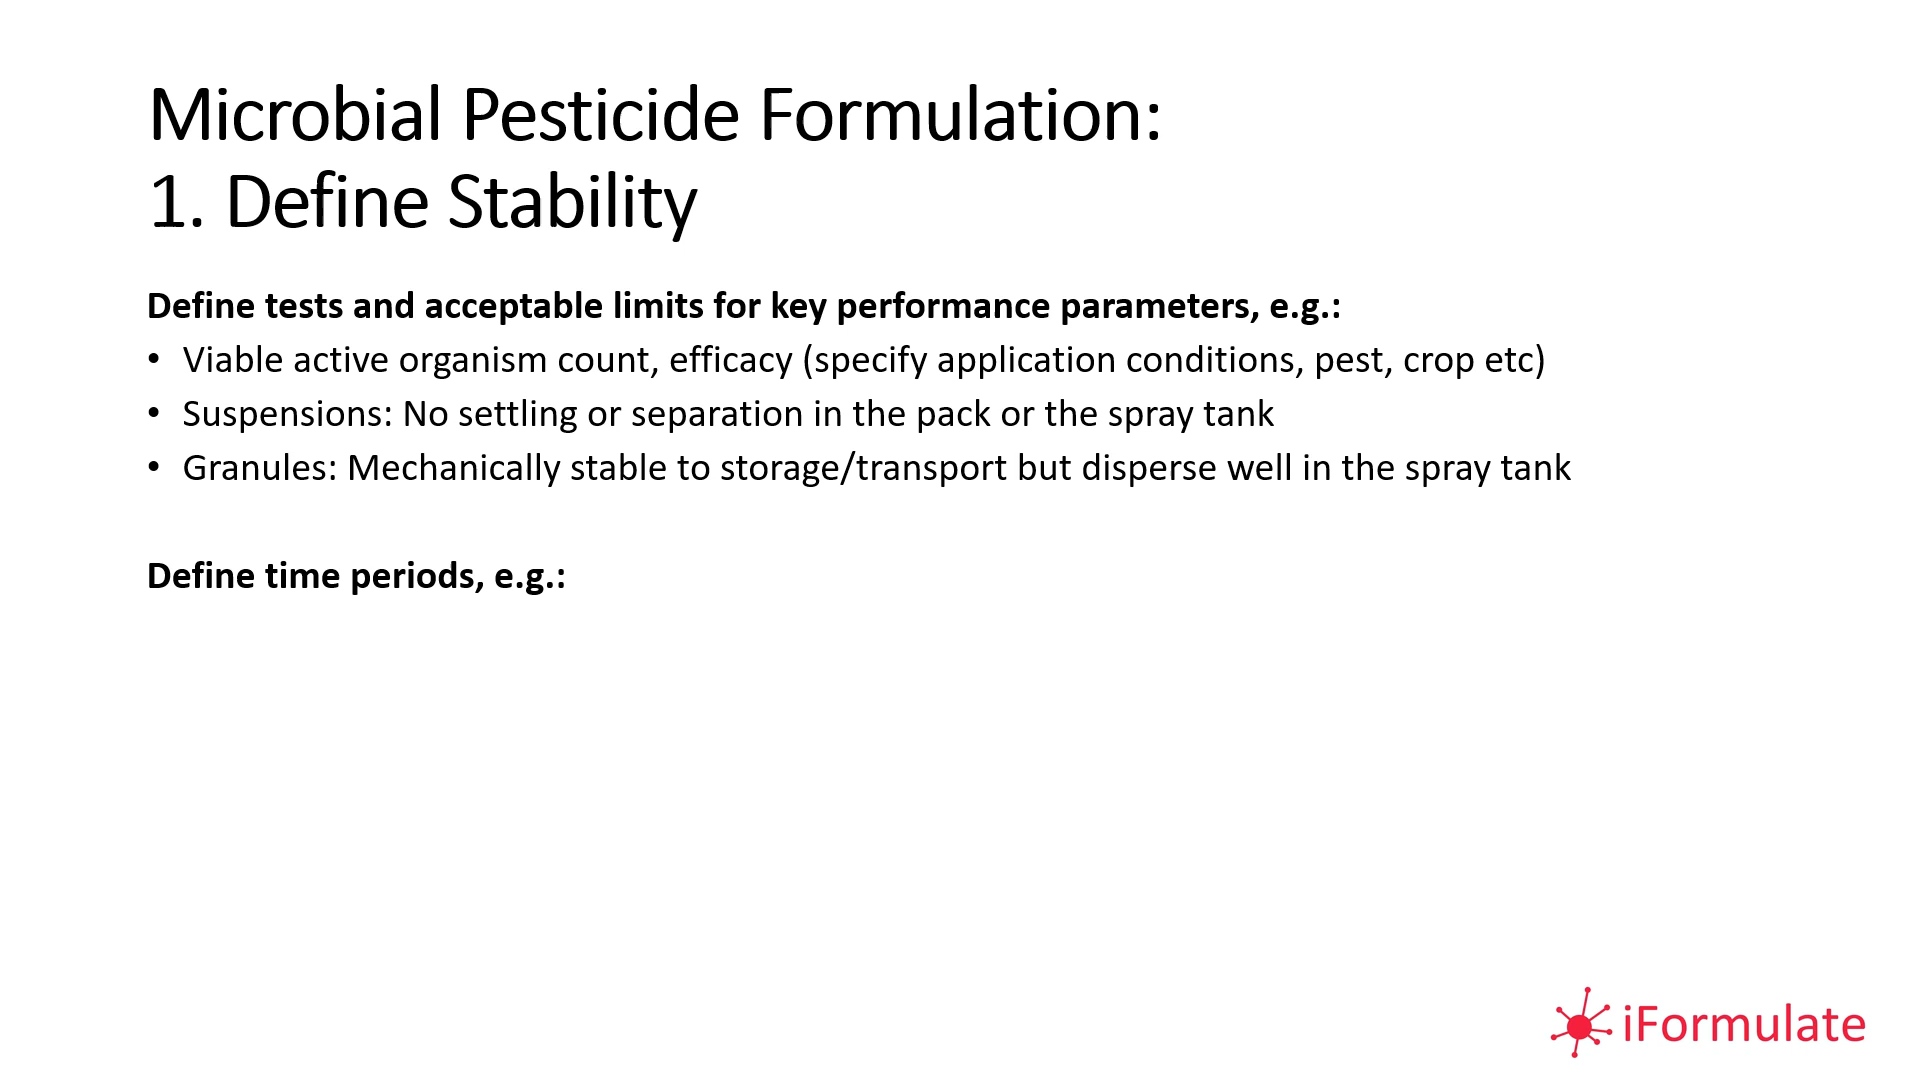 Microbial Pesticide Formulation:
1. Define Stability
Define tests and acceptable limits for key performance parameters, e.g.:
• Viable active organism count, efficacy (specify application conditions, pest, crop etc)
• Suspensions: No settling or separation in the pack or the spray tank
• Granules: Mechanically stable to storage/transport but disperse well in the spray tank
Define time periods, e.g.:
iFormulate